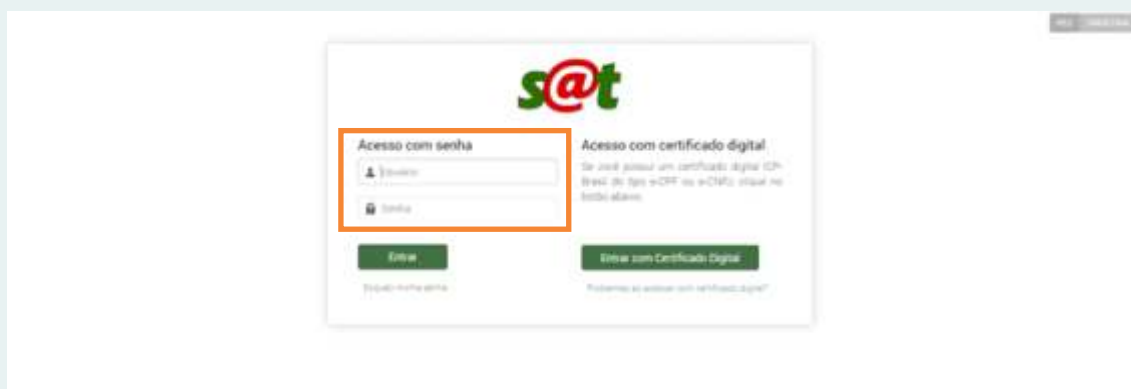 s@t
Acesso com senha
Usuário
Senha
Entrar
Esqueci minha senha
Acesso com certificado digital
Se você possui um certificado digital ICP-
Brasil do tipo e-CPF ou e-CNPJ, clique no
botão abaixo.
Entrar com Certificado Digital
Problemas ao acessar com certificado digital?